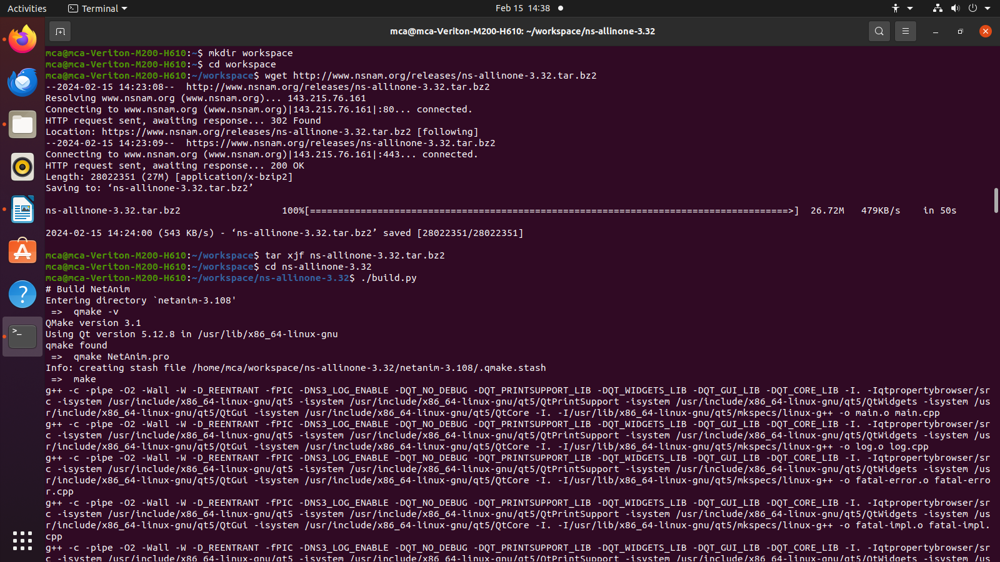 Activities
Terminal
Feb 15 14:38
mca@mca-Veriton-M200-H610: ~/workspace/ns-allinone-3.32
mca@mca-Veriton-M200-H610:~$ mkdir workspace
mca@mca-Veriton-M200-H610:~$ cd workspace
mca@mca-Veriton-M200-H610:~/workspace$ wget http://www.nsnam.org/releases/ns-allinone-3.32.tar.bz2
--2024-02-15 14:23:08--  http://www.nsnam.org/releases/ns-allinone-3.32.tar.bz2
Resolving www.nsnam.org (www.nsnam.org)... 143.215.76.161
Connecting to www.nsnam.org (www.nsnam.org)|143.215.76.161|:80... connected.
HTTP request sent, awaiting response... 302 Found
Location: https://www.nsnam.org/releases/ns-allinone-3.32.tar.bz2 [following]
--2024-02-15 14:23:09--  https://www.nsnam.org/releases/ns-allinone-3.32.tar.bz2
Connecting to www.nsnam.org (www.nsnam.org)|143.215.76.161|:443... connected.
HTTP request sent, awaiting response... 200 OK
Length: 28022351 (27M) [application/x-bzip2]
Saving to: ‘ns-allinone-3.32.tar.bz2’
ns-allinone-3.32.tar.bz2                  100%[=====================================================================================>]  26.72M   479KB/s    in 50s
2024-02-15 14:24:00 (543 KB/s) - ‘ns-allinone-3.32.tar.bz2’ saved [28022351/28022351]
mca@mca-Veriton-M200-H610:~/workspace$ tar xjf ns-allinone-3.32.tar.bz2
mca@mca-Veriton-M200-H610:~/workspace$ cd ns-allinone-3.32
mca@mca-Veriton-M200-H610:~/workspace/ns-allinone-3.32$ ./build.py
# Build NetAnim
Entering directory `netanim-3.108'
 =>  qmake -v
QMake version 3.1
Using Qt version 5.12.8 in /usr/lib/x86_64-linux-gnu
qmake found
 =>  qmake NetAnim.pro
Info: creating stash file /home/mca/workspace/ns-allinone-3.32/netanim-3.108/.qmake.stash
 =>  make
g++ -c -pipe -O2 -Wall -W -D_REENTRANT -fPIC -DNS3_LOG_ENABLE -DQT_NO_DEBUG -DQT_PRINTSUPPORT_LIB -DQT_WIDGETS_LIB -DQT_GUI_LIB -DQT_CORE_LIB -I. -Iqtpropertybrowser/sr
c -isystem /usr/include/x86_64-linux-gnu/qt5 -isystem /usr/include/x86_64-linux-gnu/qt5/QtPrintSupport -isystem /usr/include/x86_64-linux-gnu/qt5/QtWidgets -isystem /us
r/include/x86_64-linux-gnu/qt5/QtGui -isystem /usr/include/x86_64-linux-gnu/qt5/QtCore -I. -I/usr/lib/x86_64-linux-gnu/qt5/mkspecs/linux-g++ -o main.o main.cpp
g++ -c -pipe -O2 -Wall -W -D_REENTRANT -fPIC -DNS3_LOG_ENABLE -DQT_NO_DEBUG -DQT_PRINTSUPPORT_LIB -DQT_WIDGETS_LIB -DQT_GUI_LIB -DQT_CORE_LIB -I. -Iqtpropertybrowser/sr
c -isystem /usr/include/x86_64-linux-gnu/qt5 -isystem /usr/include/x86_64-linux-gnu/qt5/QtPrintSupport -isystem /usr/include/x86_64-linux-gnu/qt5/QtWidgets -isystem /us
r/include/x86_64-linux-gnu/qt5/QtGui -isystem /usr/include/x86_64-linux-gnu/qt5/QtCore -I. -I/usr/lib/x86_64-linux-gnu/qt5/mkspecs/linux-g++ -o log.o log.cpp
g++ -c -pipe -O2 -Wall -W -D_REENTRANT -fPIC -DNS3_LOG_ENABLE -DQT_NO_DEBUG -DQT_PRINTSUPPORT_LIB -DQT_WIDGETS_LIB -DQT_GUI_LIB -DQT_CORE_LIB -I. -Iqtpropertybrowser/sr
c -isystem /usr/include/x86_64-linux-gnu/qt5 -isystem /usr/include/x86_64-linux-gnu/qt5/QtPrintSupport -isystem /usr/include/x86_64-linux-gnu/qt5/QtWidgets -isystem /us
r/include/x86_64-linux-gnu/qt5/QtGui -isystem /usr/include/x86_64-linux-gnu/qt5/QtCore -I. -I/usr/lib/x86_64-linux-gnu/qt5/mkspecs/linux-g++ -o fatal-error.o fatal-erro
r.cpp
g++ -c -pipe -O2 -Wall -W -D_REENTRANT -fPIC -DNS3_LOG_ENABLE -DQT_NO_DEBUG -DQT_PRINTSUPPORT_LIB -DQT_WIDGETS_LIB -DQT_GUI_LIB -DQT_CORE_LIB -I. -Iqtpropertybrowser/sr
c -isystem /usr/include/x86_64-linux-gnu/qt5 -isystem /usr/include/x86_64-linux-gnu/qt5/QtPrintSupport -isystem /usr/include/x86_64-linux-gnu/qt5/QtWidgets -isystem /us
r/include/x86_64-linux-gnu/qt5/QtGui -isystem /usr/include/x86_64-linux-gnu/qt5/QtCore -I. -I/usr/lib/x86_64-linux-gnu/qt5/mkspecs/linux-g++ -o fatal-impl.o fatal-impl.
cpp
g++ -c -pipe -O2 -Wall -W -D_REENTRANT -fPIC -DNS3_LOG_ENABLE -DQT_NO_DEBUG -DQT_PRINTSUPPORT_LIB -DQT_WIDGETS_LIB -DQT_GUI_LIB -DQT_CORE_LIB -I. -Iqtpropertybrowser/sr
c -isystem /usr/include/x86_64-linux-gnu/qt5 -isystem /usr/include/x86_64-linux-gnu/qt5/QtPrintSupport -isystem /usr/include/x86_64-linux-gnu/qt5/QtWidgets -isystem /us